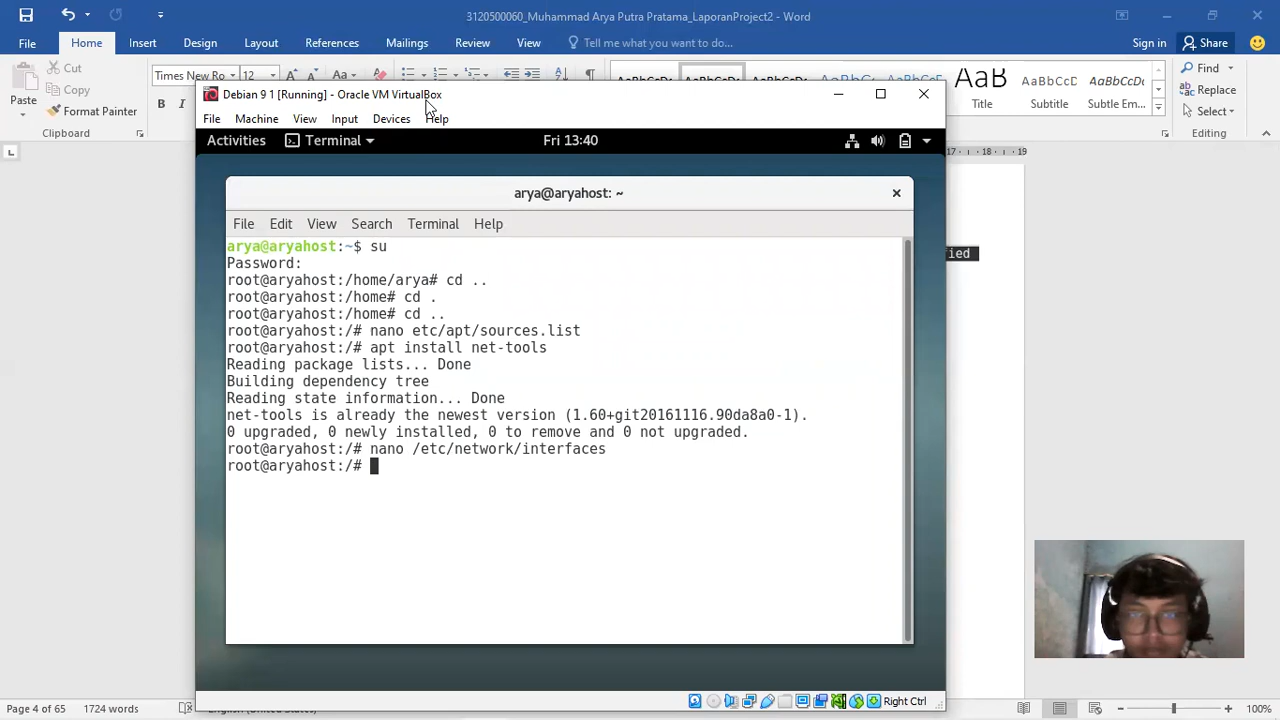 3120500060_Muhammad Arya Putra Pratama_LaporanProject2 - Word
File Home Insert Design Layout References Mailings Review View Tell me what you want to do... Sign in Share
Paste
Cut
Copy
Format Painter
Clipboard
Times New Ro 12
Title
Subtitle
Find
Replace
Select
Editing
Debian 9 1 [Running] - Oracle VM VirtualBox
File Machine View Input Devices Help
Activities Terminal Fri 13:40
17 18 19
arya@aryahost: ~
File Edit View Search Terminal Help
arya@aryahost:~$ su
Password:
root@aryahost:/home/arya# cd ..
root@aryahost:/home# cd .
root@aryahost:/home# cd ..
root@aryahost:/# nano etc/apt/sources.list
root@aryahost:/# apt install net-tools
Reading package lists... Done
Building dependency tree
Reading state information... Done
net-tools is already the newest version (1.60+git20161116.90da8a0-1).
0 upgraded, 0 newly installed, 0 to remove and 0 not upgraded.
root@aryahost:/# nano /etc/network/interfaces
root@aryahost:/#
Right Ctrl
Page 4 of 65 1724 words
100%